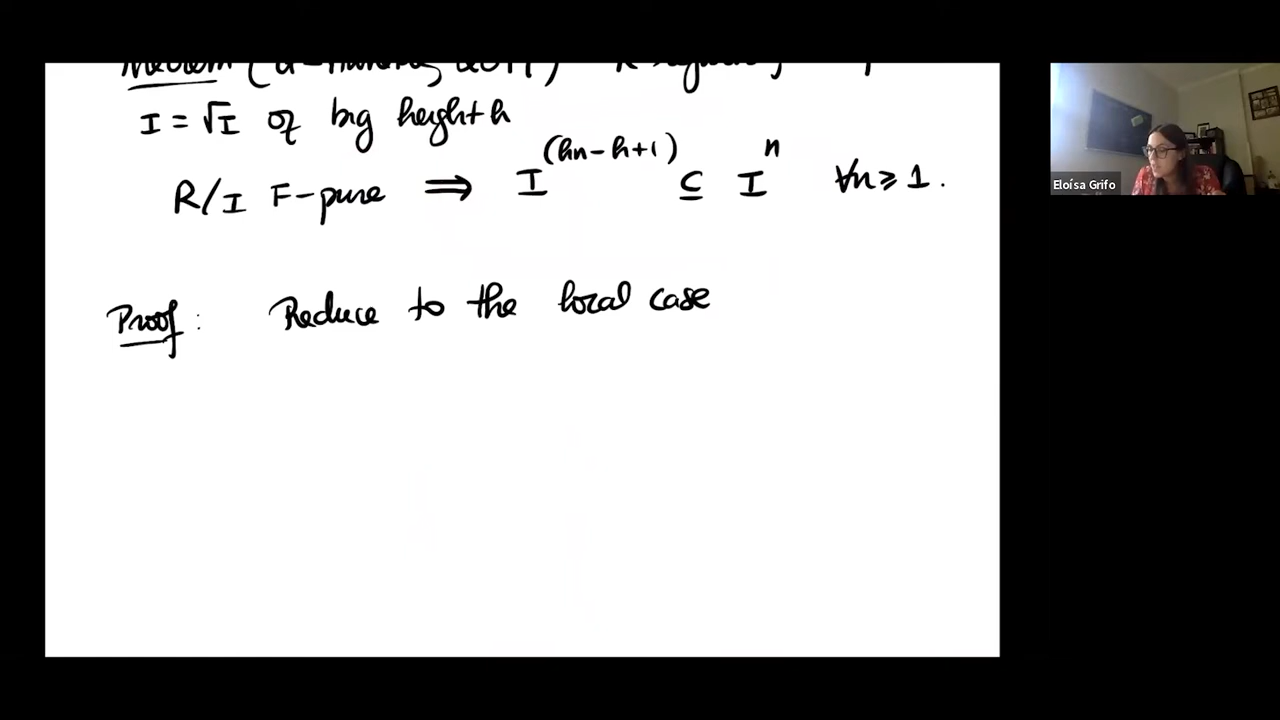 I = √I of big height h
R/I F-pure ⟹ I^(hn-h+1) ⊆ I^n ∀n ⩾ 1.
Proof: Reduce to the local case
Eloísa Grifo